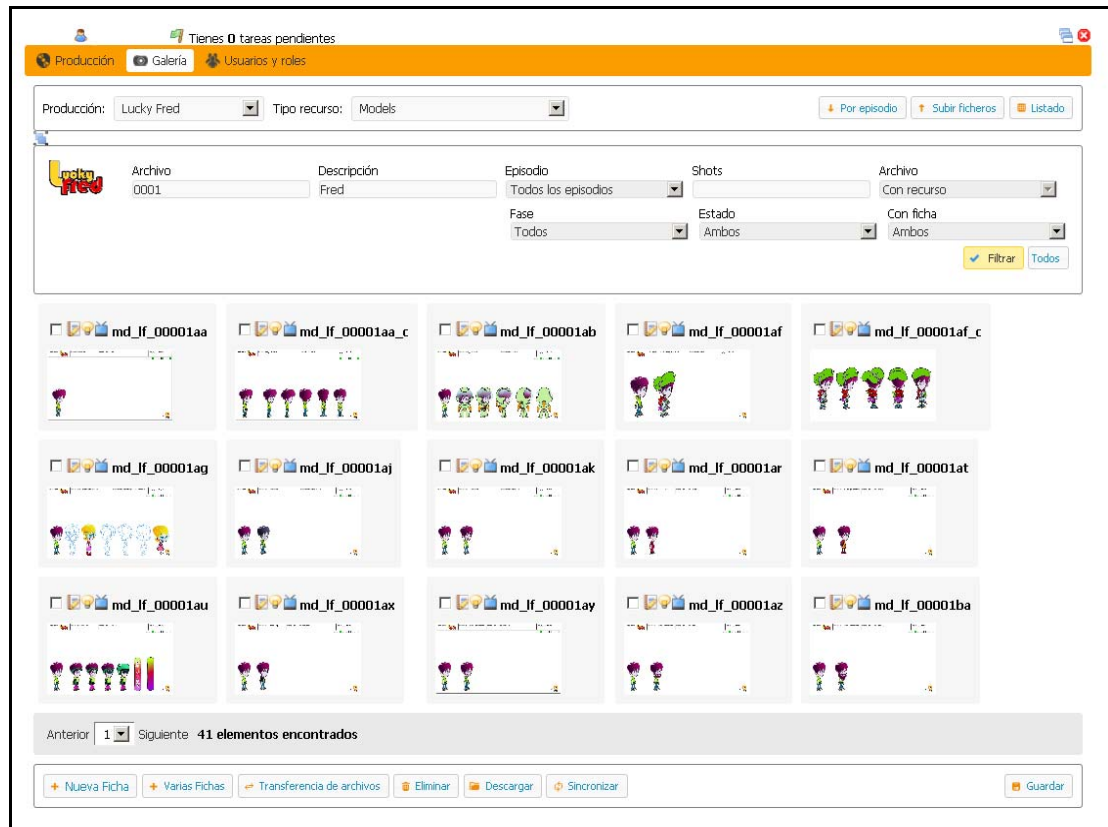 Tienes 0 tareas pendientes
Producción Galería Usuarios y roles
Producción: Lucky Fred Tipo recurso: Models Por episodio Subir ficheros Listado
Lucky Fred
Archivo Descripción Episodio Shots Archivo
0001 Fred Todos los episodios Con recurso
Fase Estado Con ficha
Todos Ambos Ambos
Filtrar Todos
md_lf_00001aa md_lf_00001aa_c md_lf_00001ab md_lf_00001af md_lf_00001af_c
md_lf_00001ag md_lf_00001aj md_lf_00001ak md_lf_00001ar md_lf_00001at
md_lf_00001au md_lf_00001ax md_lf_00001ay md_lf_00001az md_lf_00001ba
Anterior 1 Siguiente 41 elementos encontrados
+ Nueva Ficha + Varias Fichas Transferencia de archivos Eliminar Descargar Sincronizar Guardar